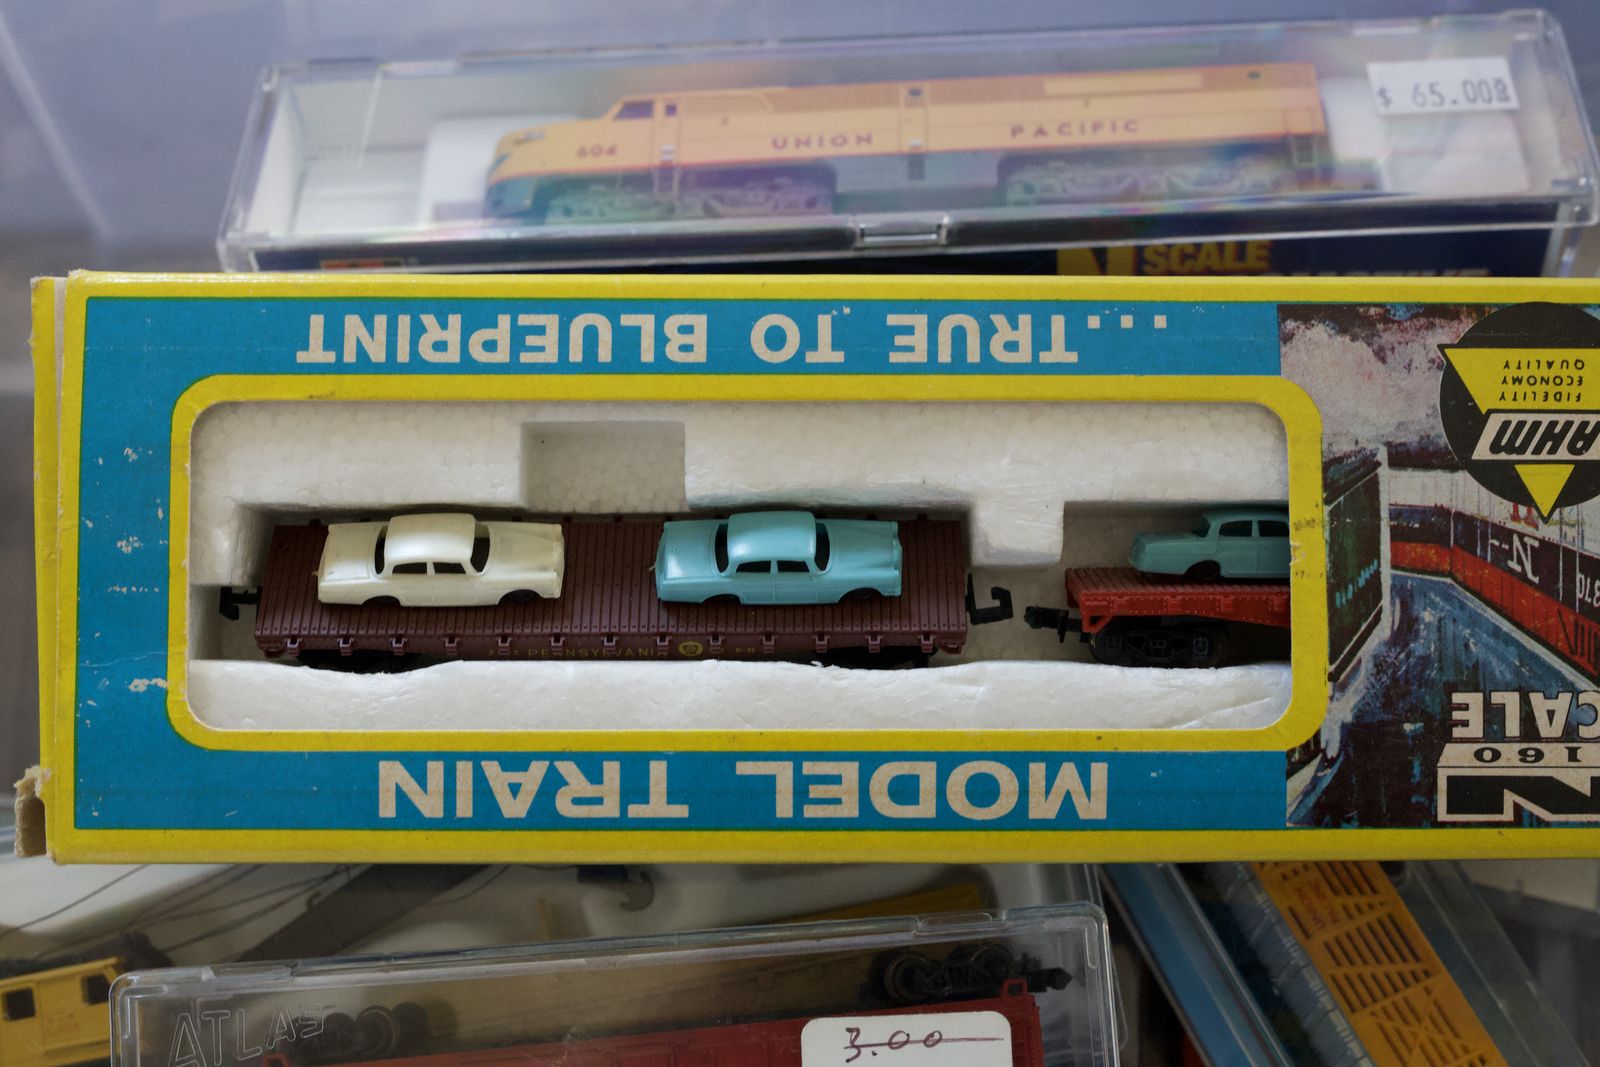 $ 65.00
604 UNION PACIFIC
N SCALE
...TRUE TO BLUEPRINT
FIDELITY
ECONOMY
QUALITY
AHM
N
PENNSYLVANIA
MODEL TRAIN
160
N
ATLAS
3.00
UNION